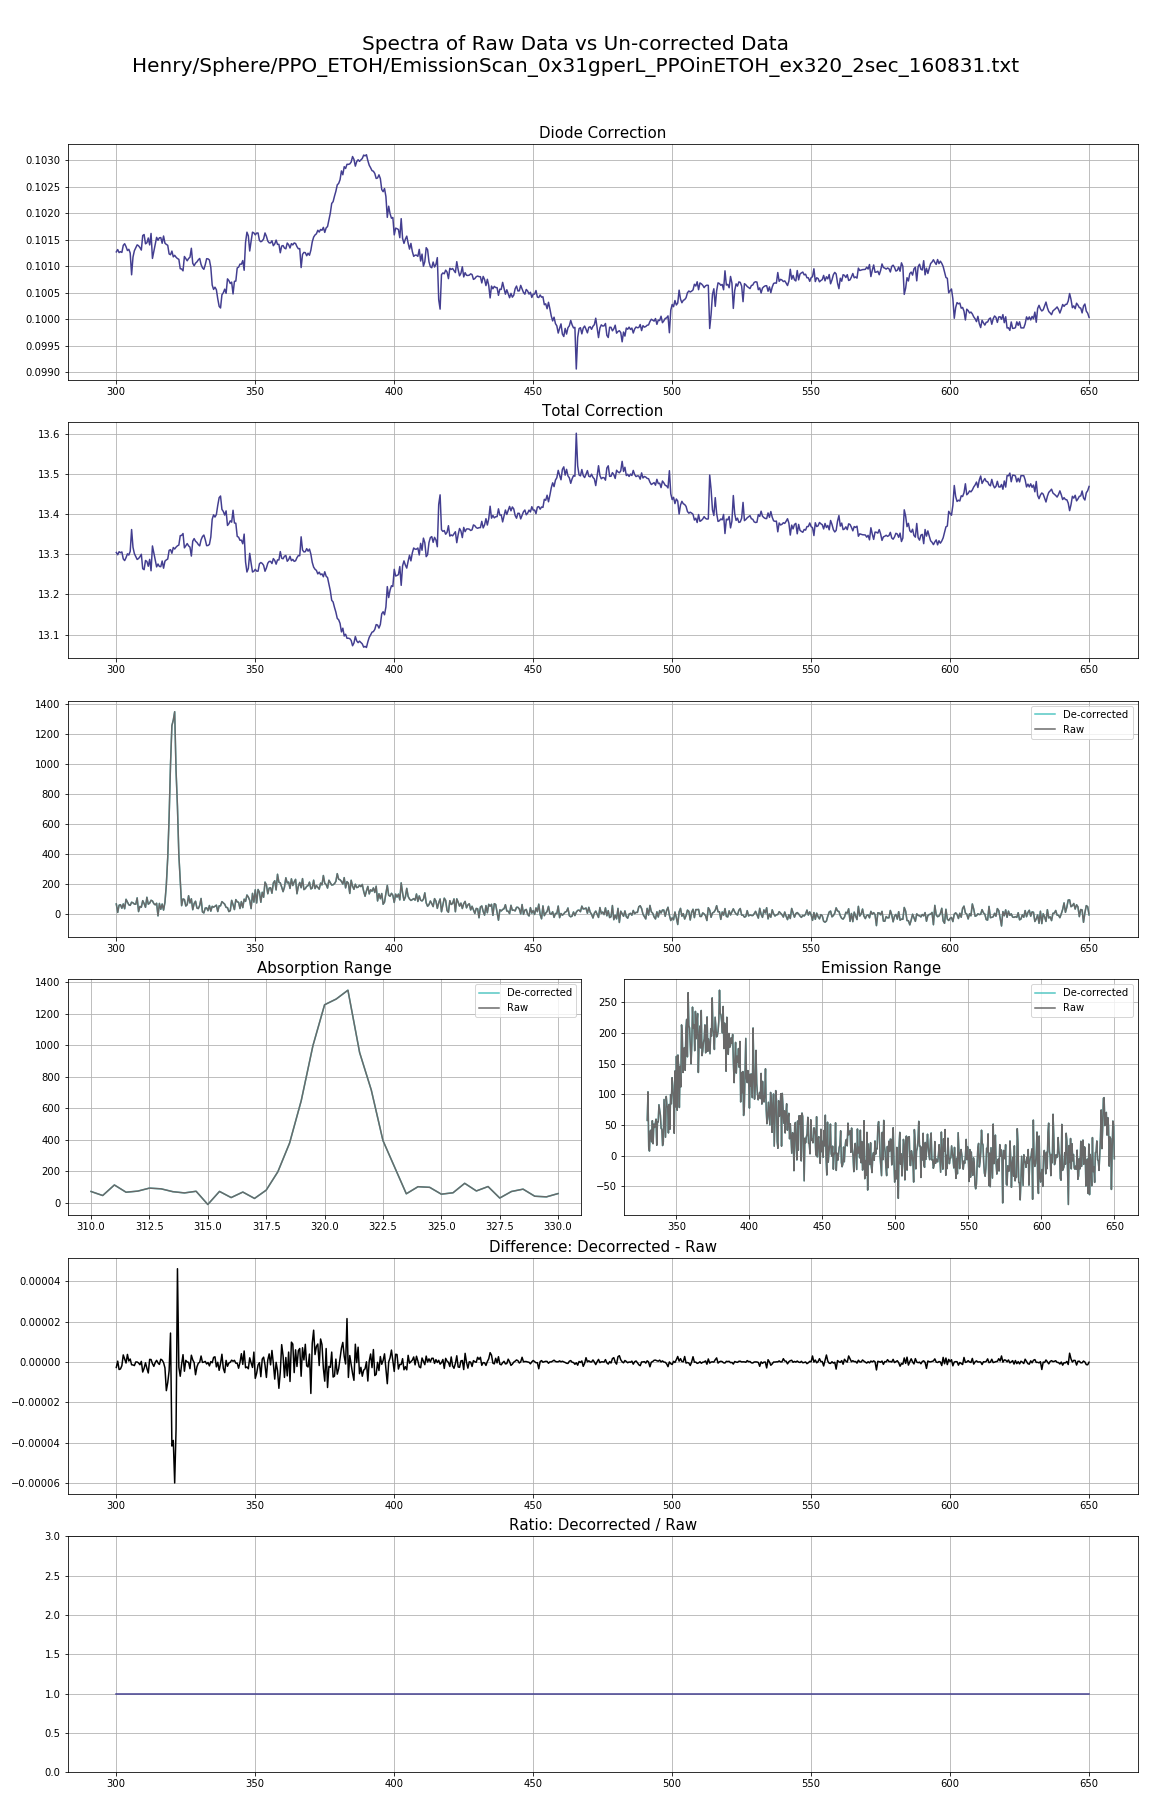 Spectra of Raw Data vs Un-corrected Data
Henry/Sphere/PPO_ETOH/EmissionScan_0x31gperL_PPOinETOH_ex320_2sec_160831.txt
Diode Correction
0.1030
0.1025
0.1020
0.1015
0.1010
0.1005
0.1000
0.0995
0.0990
300 350 400 450 500 550 600 650
Total Correction
13.6
13.5
13.4
13.3
13.2
13.1
300 350 400 450 500 550 600 650
1400
1200
1000
800
600
400
200
0
De-corrected
Raw
300 350 400 450 500 550 600 650
Absorption Range
1400
1200
1000
800
600
400
200
0
De-corrected
Raw
310.0 312.5 315.0 317.5 320.0 322.5 325.0 327.5 330.0
Emission Range
250
200
150
100
50
0
−50
De-corrected
Raw
350 400 450 500 550 600 650
Difference: Decorrected - Raw
0.00004
0.00002
0.00000
−0.00002
−0.00004
−0.00006
300 350 400 450 500 550 600 650
Ratio: Decorrected / Raw
3.0
2.5
2.0
1.5
1.0
0.5
0.0
300 350 400 450 500 550 600 650